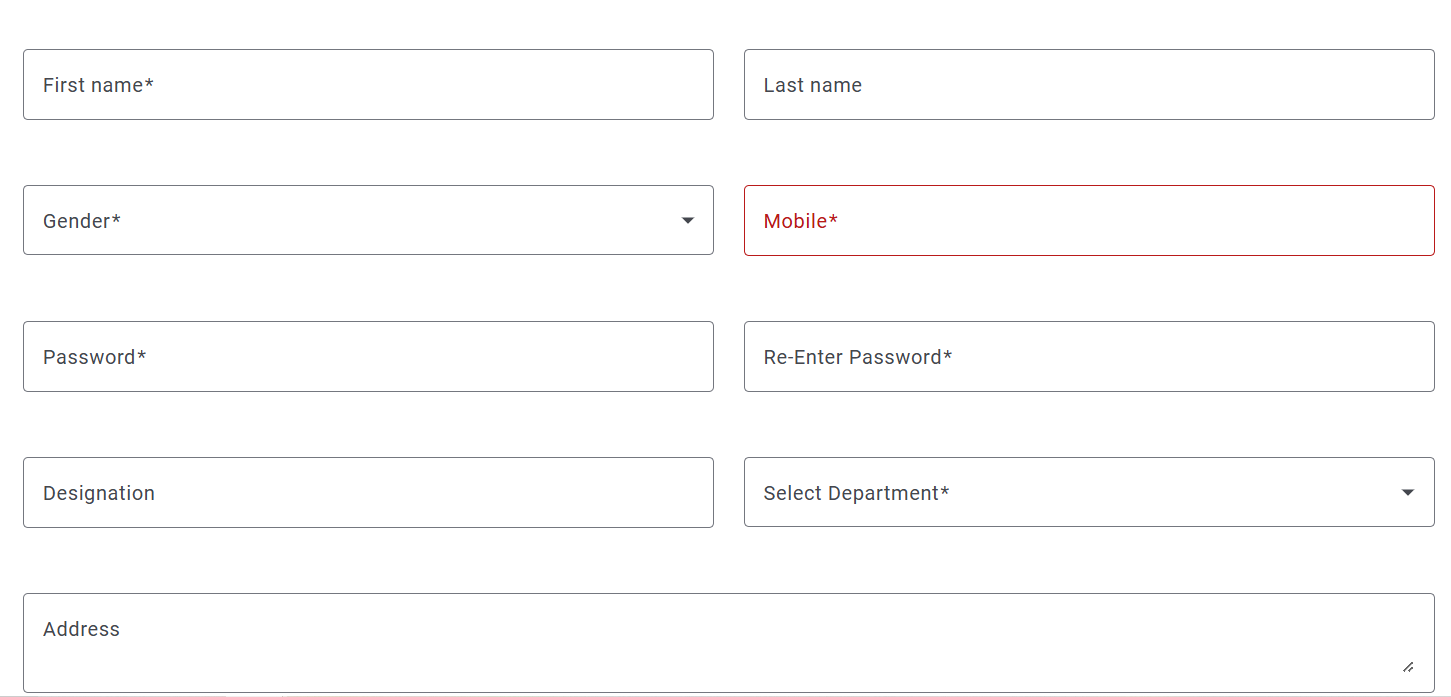 First name*
Last name
Gender*
Mobile*
Password*
Re-Enter Password*
Designation
Select Department*
Address